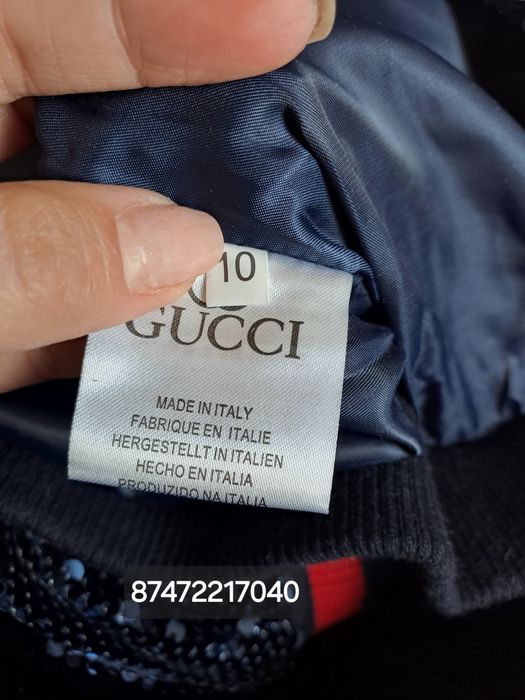 10
GUCCI
MADE IN ITALY
FABRIQUE EN ITALIE
HERGESTELLT IN ITALIEN
HECHO EN ITALIA
PRODUZIDO NA ITALIA
87472217040